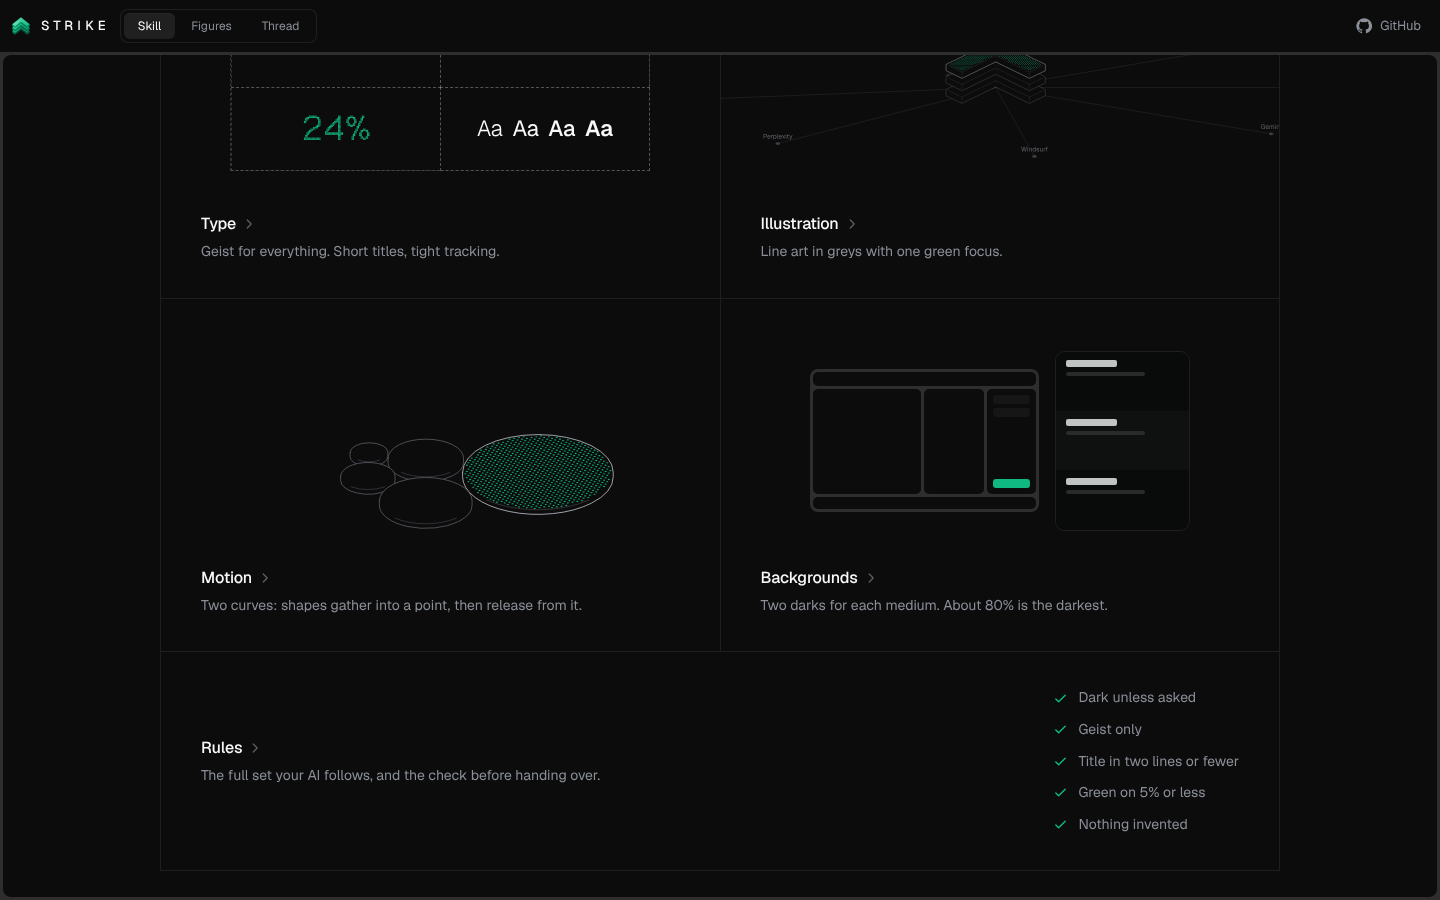 STRIKE
Skill
Figures
Thread
GitHub
24%
Aa Aa Aa Aa
Perplexity
Windsurf
Type
Geist for everything. Short titles, tight tracking.
Illustration
Line art in greys with one green focus.
Motion
Two curves: shapes gather into a point, then release from it.
Backgrounds
Two darks for each medium. About 80% is the darkest.
Rules
The full set your AI follows, and the check before handing over.
Dark unless asked
Geist only
Title in two lines or fewer
Green on 5% or less
Nothing invented